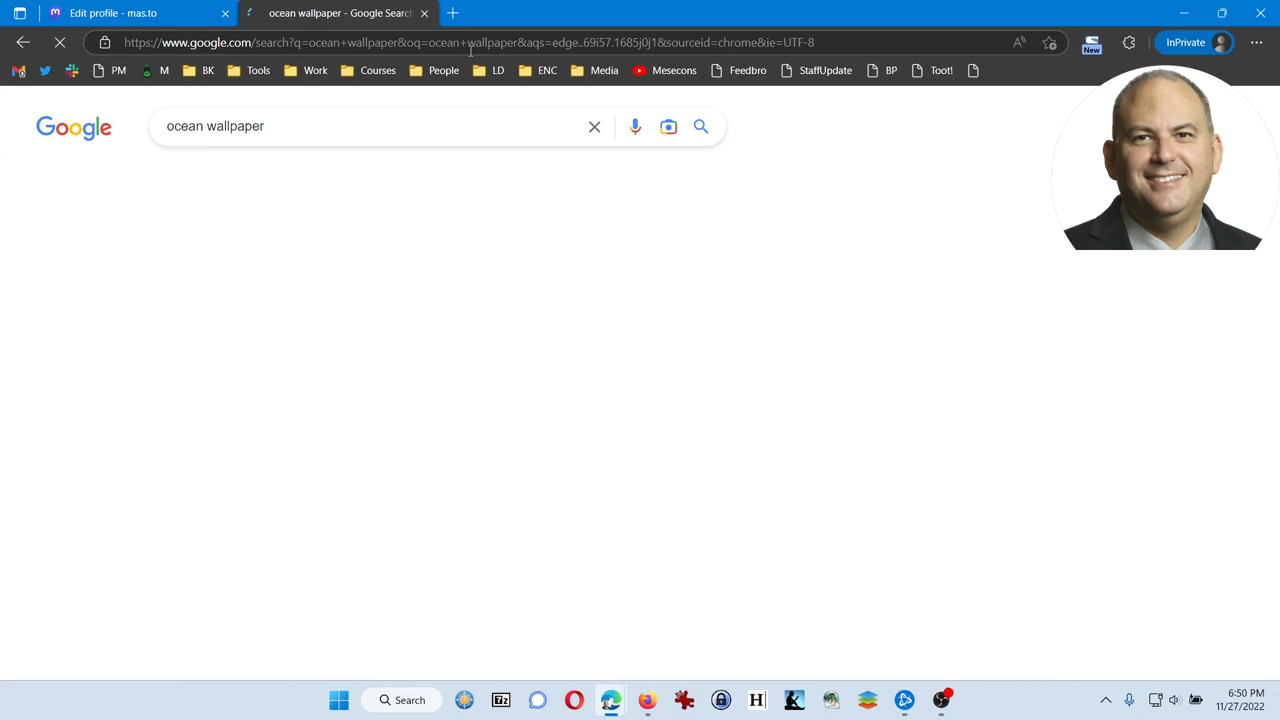 Edit profile - mas.to
ocean wallpaper - Google Searc
https://www.google.com/search?q=ocean+wallpaper&oq=ocean+wallpaper&aqs=edge..69i57.1685j0j1&sourceid=chrome&ie=UTF-8
New
InPrivate
PM M BK Tools Work Courses People LD ENC Media Mesecons Feedbro StaffUpdate BP Toot!
Google
ocean wallpaper
Search
7z
H
6:50 PM
11/27/2022